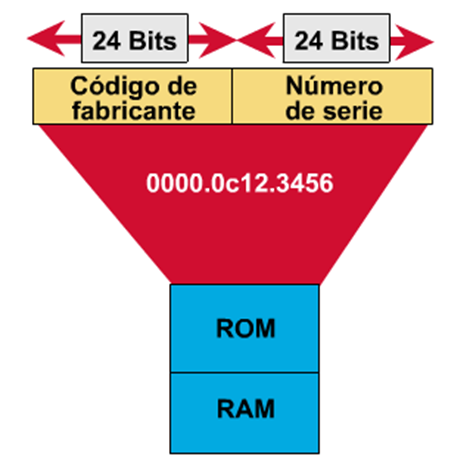 24 Bits 24 Bits
Código de
fabricante
Número
de serie
0000.0c12.3456
ROM
RAM